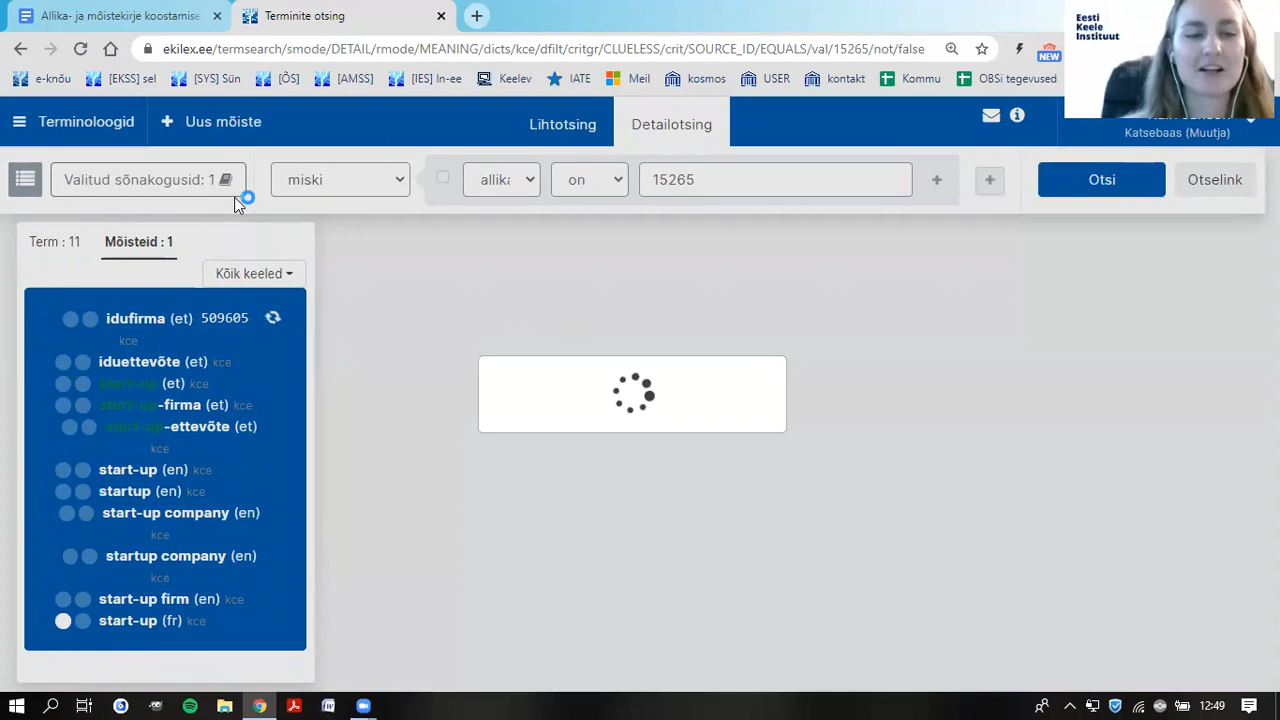 Allika- ja mõistekirje koostamise
Terminite otsing
ekilex.ee/termsearch/smode/DETAIL/rmode/MEANING/dicts/kce/dfilt/critgr/CLUELESS/crit/SOURCE_ID/EQUALS/val/15265/not/false
NEW
e-knõu
[EKSS] sel
[SYS] Sün
[ÕS]
[AMSS]
[IES] In-ee
Keelev
IATE
Meil
kosmos
USER
kontakt
Kommu
OBSi tegevused
Eesti
Keele
Instituut
Terminoloogid
Uus mõiste
Lihtotsing
Detailotsing
Katsebaas (Muutja)
Valitud sõnakogusid: 1
miski
allika
on
15265
Otsi
Otselink
Term : 11
Mõisteid : 1
Kõik keeled
idufirma (et) 509605
kce
iduettevõte (et) kce
start-up (et) kce
start-up-firma (et) kce
start-up-ettevõte (et)
kce
start-up (en) kce
startup (en) kce
start-up company (en)
kce
startup company (en)
kce
start-up firm (en) kce
start-up (fr) kce
12:49